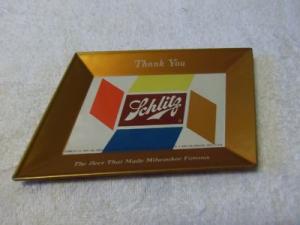 Thank You
Schlitz
The Beer That Made Milwaukee Famous